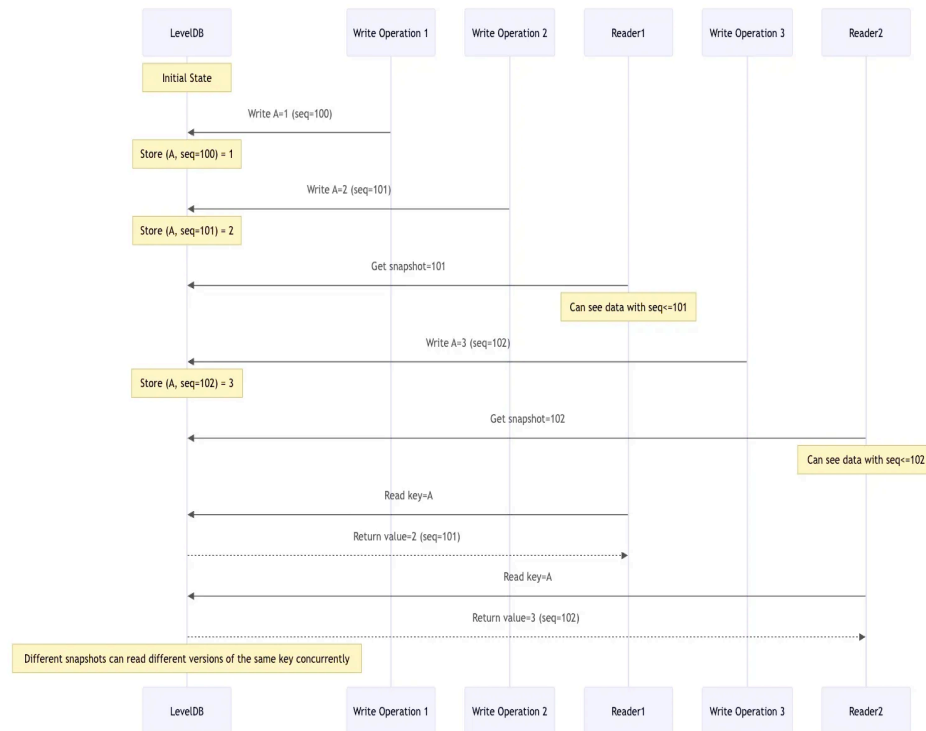 LevelDB
Write Operation 1
Write Operation 2
Reader1
Write Operation 3
Reader2
Initial State
Write A=1 (seq=100)
Store (A, seq=100) = 1
Write A=2 (seq=101)
Store (A, seq=101) = 2
Get snapshot=101
Can see data with seq<=101
Write A=3 (seq=102)
Store (A, seq=102) = 3
Get snapshot=102
Can see data with seq<=102
Read key=A
Return value=2 (seq=101)
Read key=A
Return value=3 (seq=102)
Different snapshots can read different versions of the same key concurrently
LevelDB
Write Operation 1
Write Operation 2
Reader1
Write Operation 3
Reader2